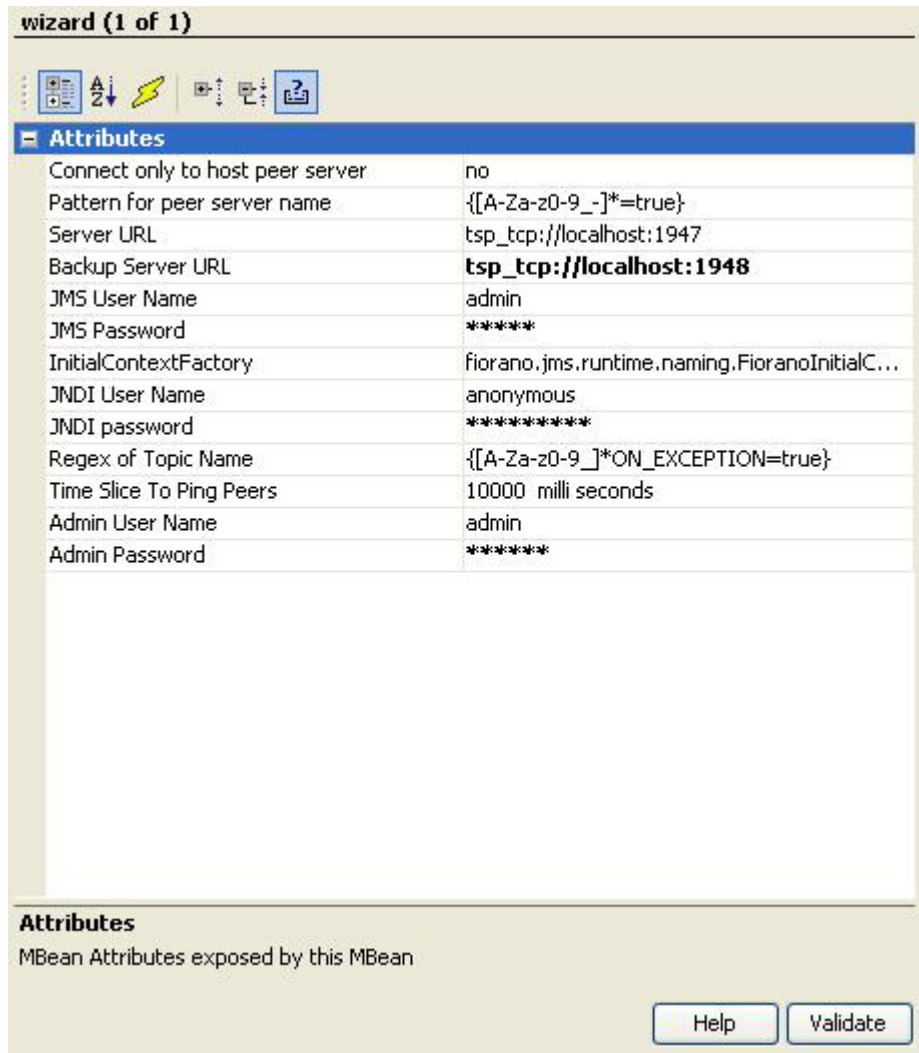 wizard (1 of 1)
Attributes
Connect only to host peer server no
Pattern for peer server name {[A-Za-z0-9_-]*=true}
Server URL tsp_tcp://localhost:1947
Backup Server URL tsp_tcp://localhost:1948
JMS User Name admin
JMS Password *****
InitialContextFactory fiorano.jms.runtime.naming.FioranoInitialC...
JNDI User Name anonymous
JNDI password *********
Regex of Topic Name {[A-Za-z0-9_]*ON_EXCEPTION=true}
Time Slice To Ping Peers 10000 milli seconds
Admin User Name admin
Admin Password ******
Attributes
MBean Attributes exposed by this MBean
Help Validate